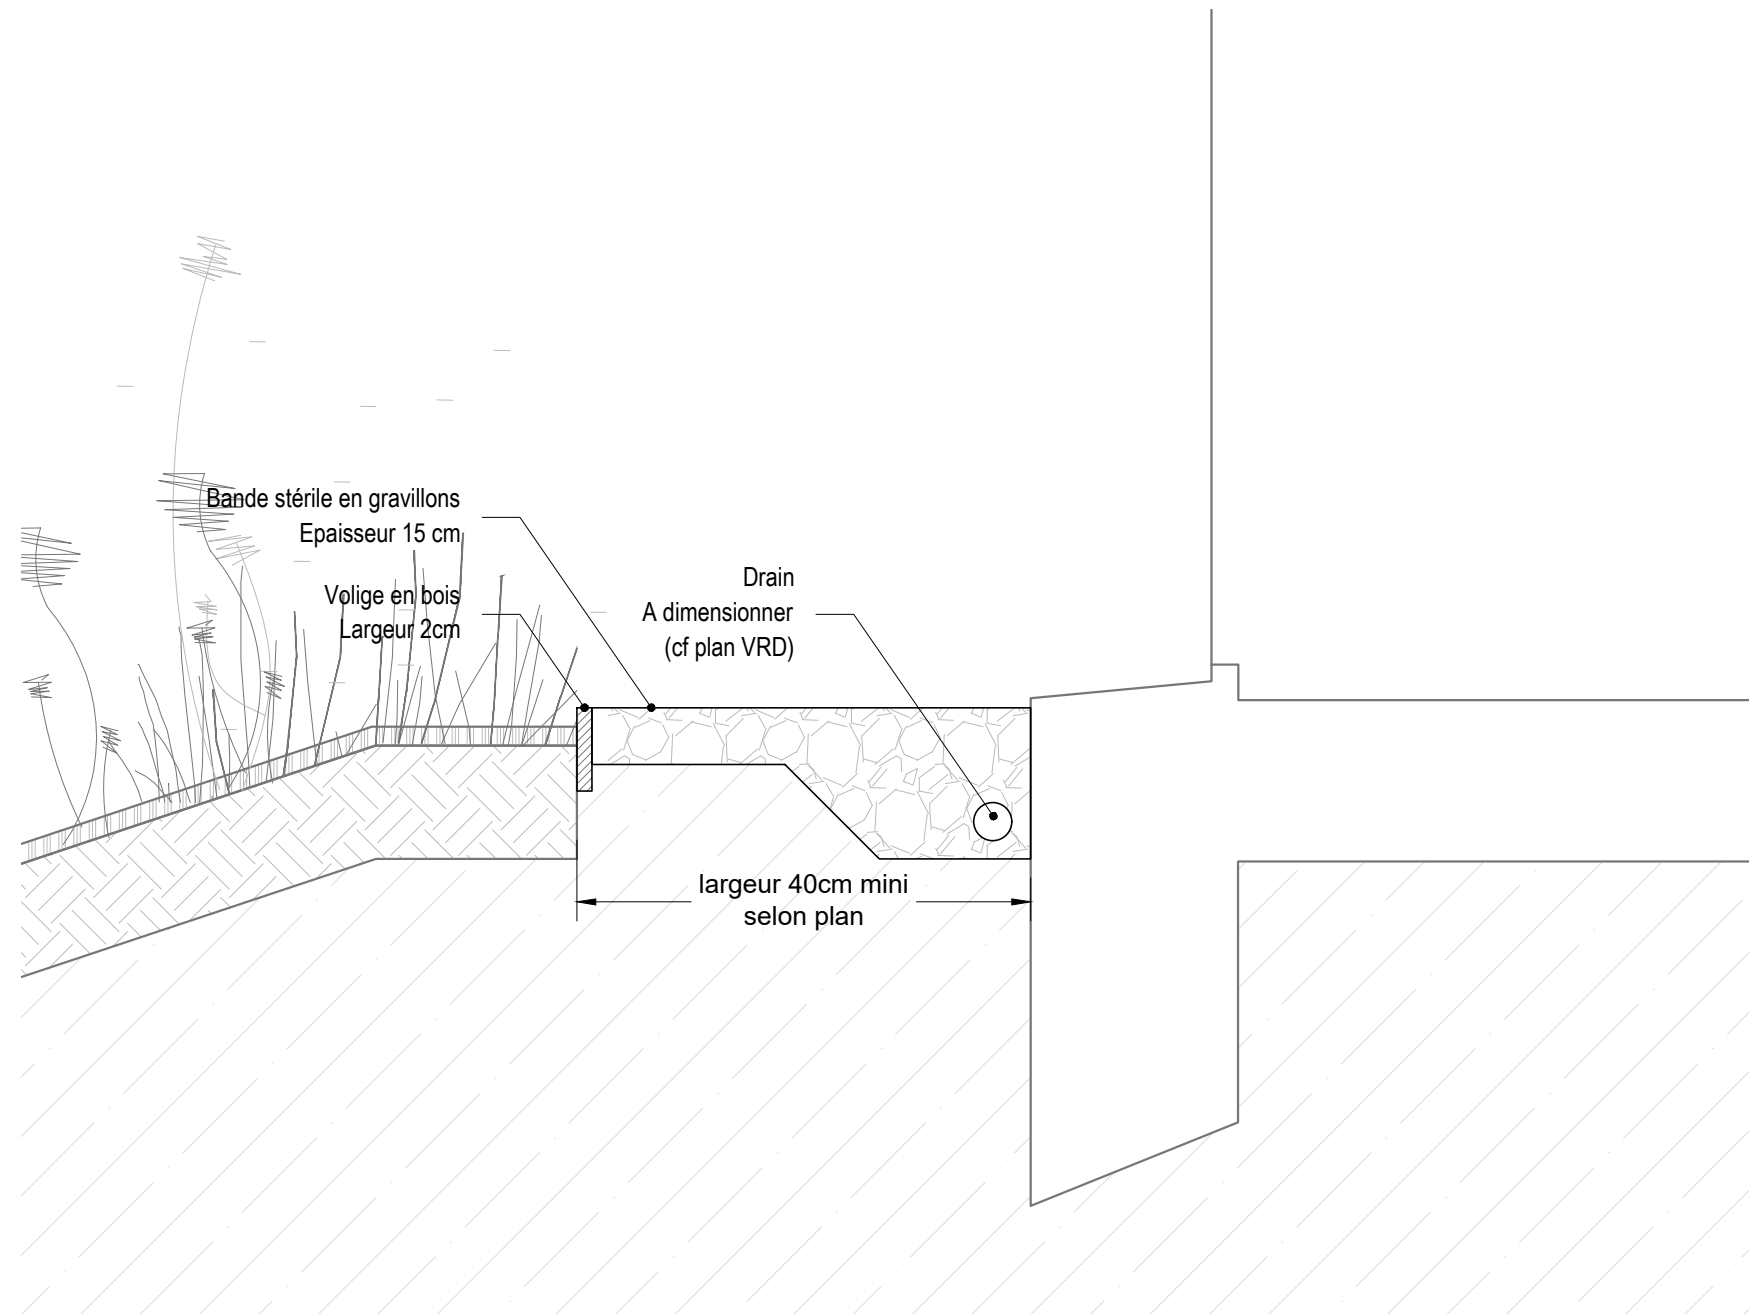 Bande stérile en gravillons
Epaisseur 15 cm
Volige en bois
Largeur 2cm
Drain
A dimensionner
(cf plan VRD)
largeur 40cm mini
selon plan